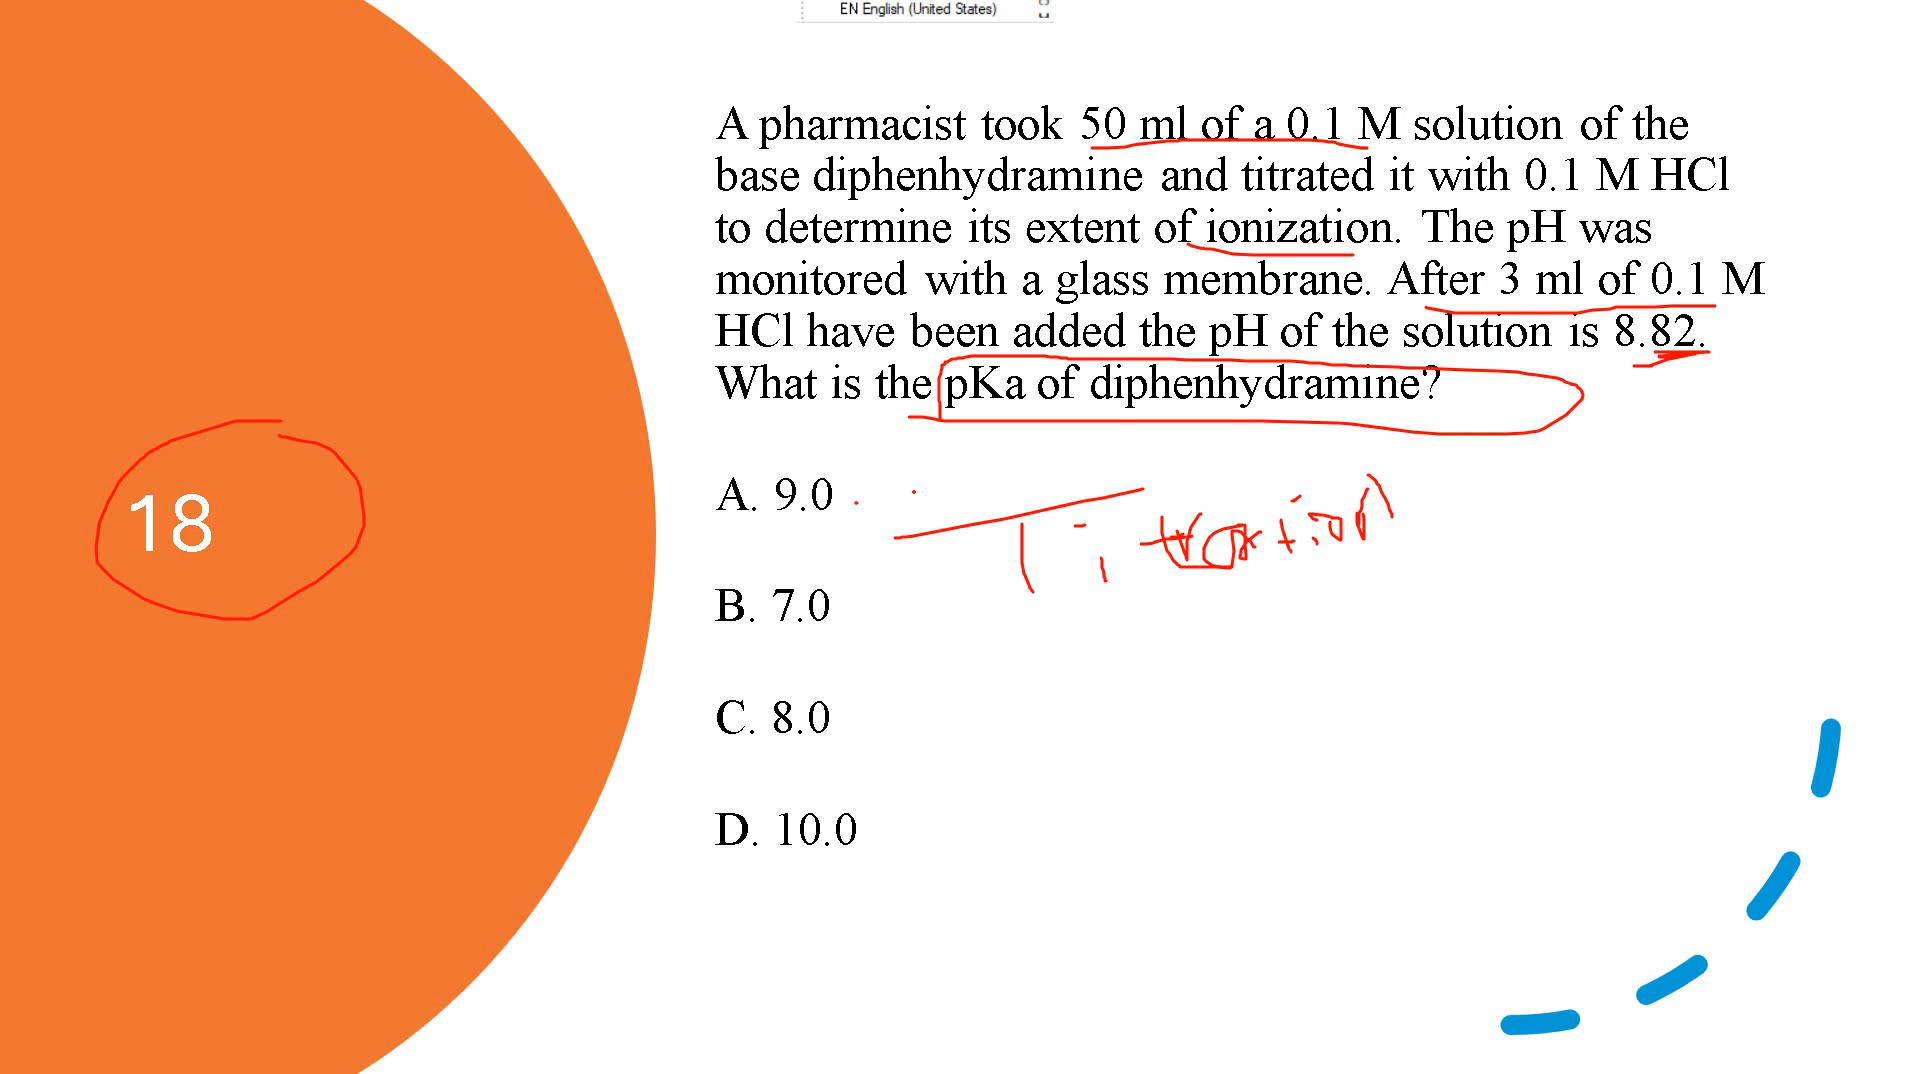 EN English (United States)
A pharmacist took 50 ml of a 0.1 M solution of the
base diphenhydramine and titrated it with 0.1 M HCl
to determine its extent of ionization. The pH was
monitored with a glass membrane. After 3 ml of 0.1 M
HCl have been added the pH of the solution is 8.82.
What is the pKa of diphenhydramine?
18
A. 9.0
Titration
B. 7.0
C. 8.0
D. 10.0